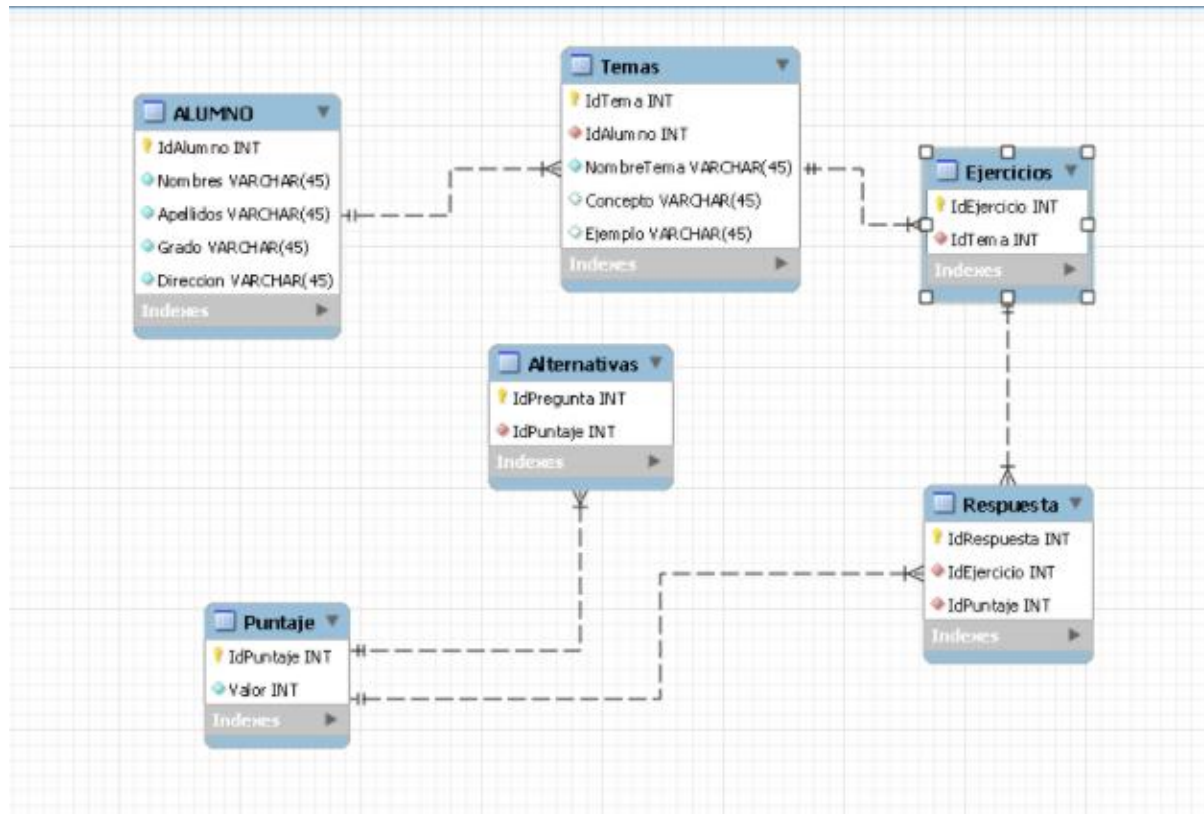 ALUMNO
IdAlumno INT
Nombres VARCHAR(45)
Apellidos VARCHAR(45)
Grado VARCHAR(45)
Direccion VARCHAR(45)
Indexes
Temas
IdTema INT
IdAlumno INT
NombreTema VARCHAR(45)
Concepto VARCHAR(45)
Ejemplo VARCHAR(45)
Indexes
Ejercicios
IdEjercicio INT
IdTema INT
Indexes
Alternativas
IdPregunta INT
IdPuntaje INT
Indexes
Respuesta
IdRespuesta INT
IdEjercicio INT
IdPuntaje INT
Indexes
Puntaje
IdPuntaje INT
Valor INT
Indexes